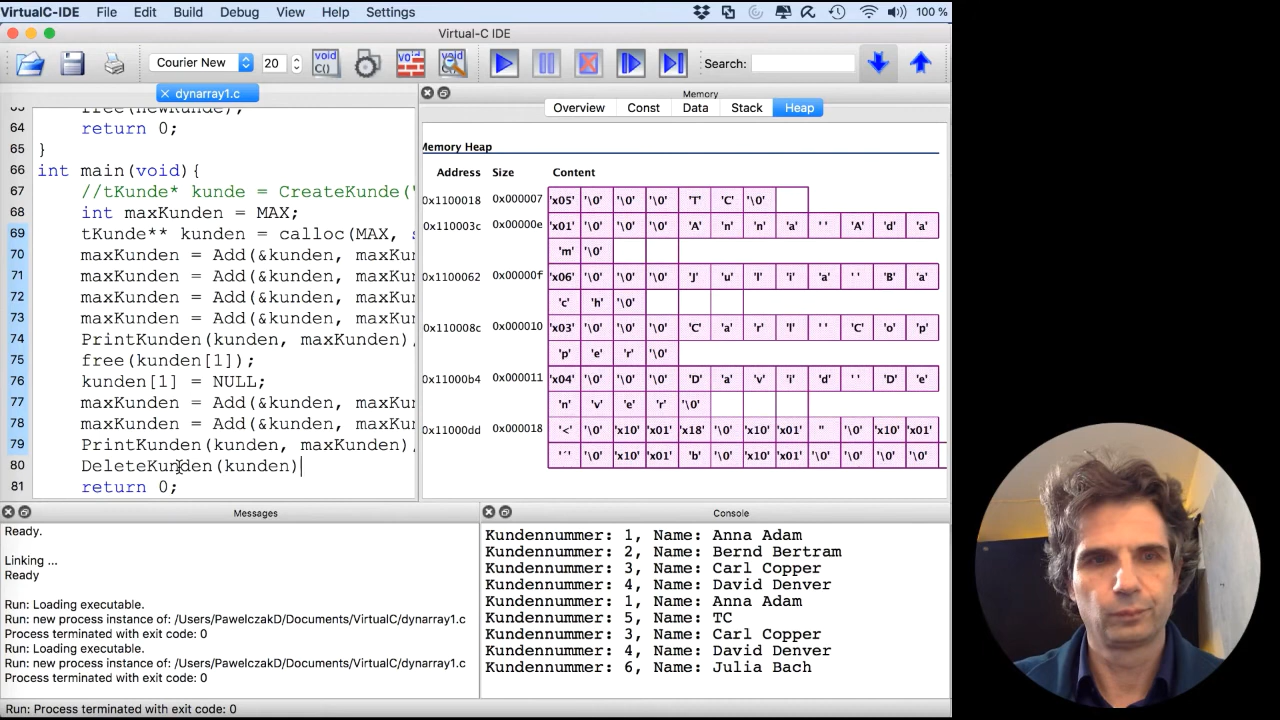 VirtualC-IDE File Edit Build Debug View Help Settings 100 %
Virtual-C IDE
void C() Courier New 20 Search:
dynarray1.c
Memory
Overview Const Data Stack Heap
63 free(newKunde);
64 return 0;
65 }
66 int main(void){
67 //tKunde* kunde = CreateKunde("
68 int maxKunden = MAX;
69 tKunde** kunden = calloc(MAX, s
70 maxKunden = Add(&kunden, maxKun
71 maxKunden = Add(&kunden, maxKun
72 maxKunden = Add(&kunden, maxKun
73 maxKunden = Add(&kunden, maxKun
74 PrintKunden(kunden, maxKunden)
75 free(kunden[1]);
76 kunden[1] = NULL;
77 maxKunden = Add(&kunden, maxKun
78 maxKunden = Add(&kunden, maxKun
79 PrintKunden(kunden, maxKunden)
80 DeleteKunden(kunden)
81 return 0;
Memory Heap
Address Size Content
0x1100018 0x000007 'x05' '\0' '\0' '\0' 'T' 'C' '\0'
0x110003c 0x00000e 'x01' '\0' '\0' '\0' 'A' 'n' 'n' 'a' ' ' 'A' 'd' 'a'
'm' '\0'
0x1100062 0x00000f 'x06' '\0' '\0' '\0' 'J' 'u' 'l' 'i' 'a' ' ' 'B' 'a'
'c' 'h' '\0'
0x110008c 0x000010 'x03' '\0' '\0' '\0' 'C' 'a' 'r' 'l' ' ' 'C' 'o' 'p'
'p' 'e' 'r' '\0'
0x11000b4 0x000011 'x04' '\0' '\0' '\0' 'D' 'a' 'v' 'i' 'd' ' ' 'D' 'e'
'n' 'v' 'e' 'r' '\0'
0x11000dd 0x000018 '<' '\0' 'x10' 'x01' 'x18' '\0' 'x10' 'x01' '"' '\0' 'x10' 'x01'
'´' '\0' 'x10' 'x01' 'b' '\0' 'x10' 'x01' '\0' '\0' '\0' '\0'
Messages
Ready.
Linking ...
Ready
Run: Loading executable.
Run: new process instance of: /Users/PawelczakD/Documents/VirtualC/dynarray1.c
Process terminated with exit code: 0
Run: Loading executable.
Run: new process instance of: /Users/PawelczakD/Documents/VirtualC/dynarray1.c
Process terminated with exit code: 0
Console
Kundennummer: 1, Name: Anna Adam
Kundennummer: 2, Name: Bernd Bertram
Kundennummer: 3, Name: Carl Copper
Kundennummer: 4, Name: David Denver
Kundennummer: 1, Name: Anna Adam
Kundennummer: 5, Name: TC
Kundennummer: 3, Name: Carl Copper
Kundennummer: 4, Name: David Denver
Kundennummer: 6, Name: Julia Bach
Run: Process terminated with exit code: 0